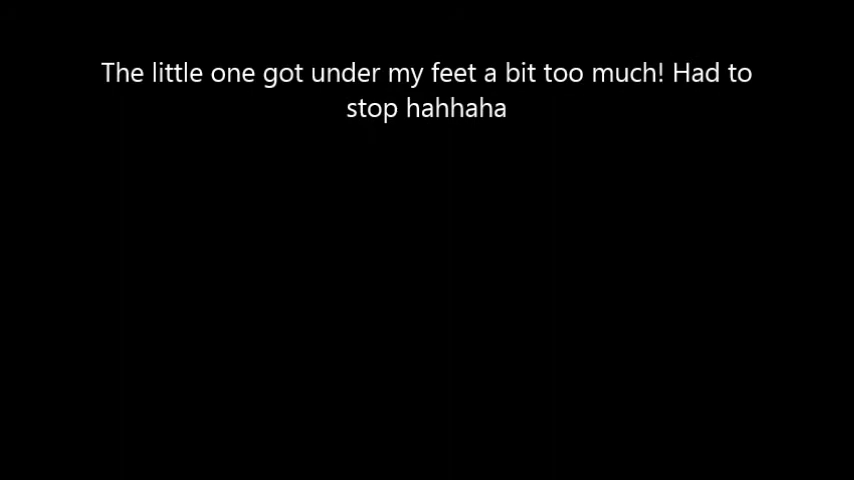 The little one got under my feet a bit too much! Had to
stop hahhaha